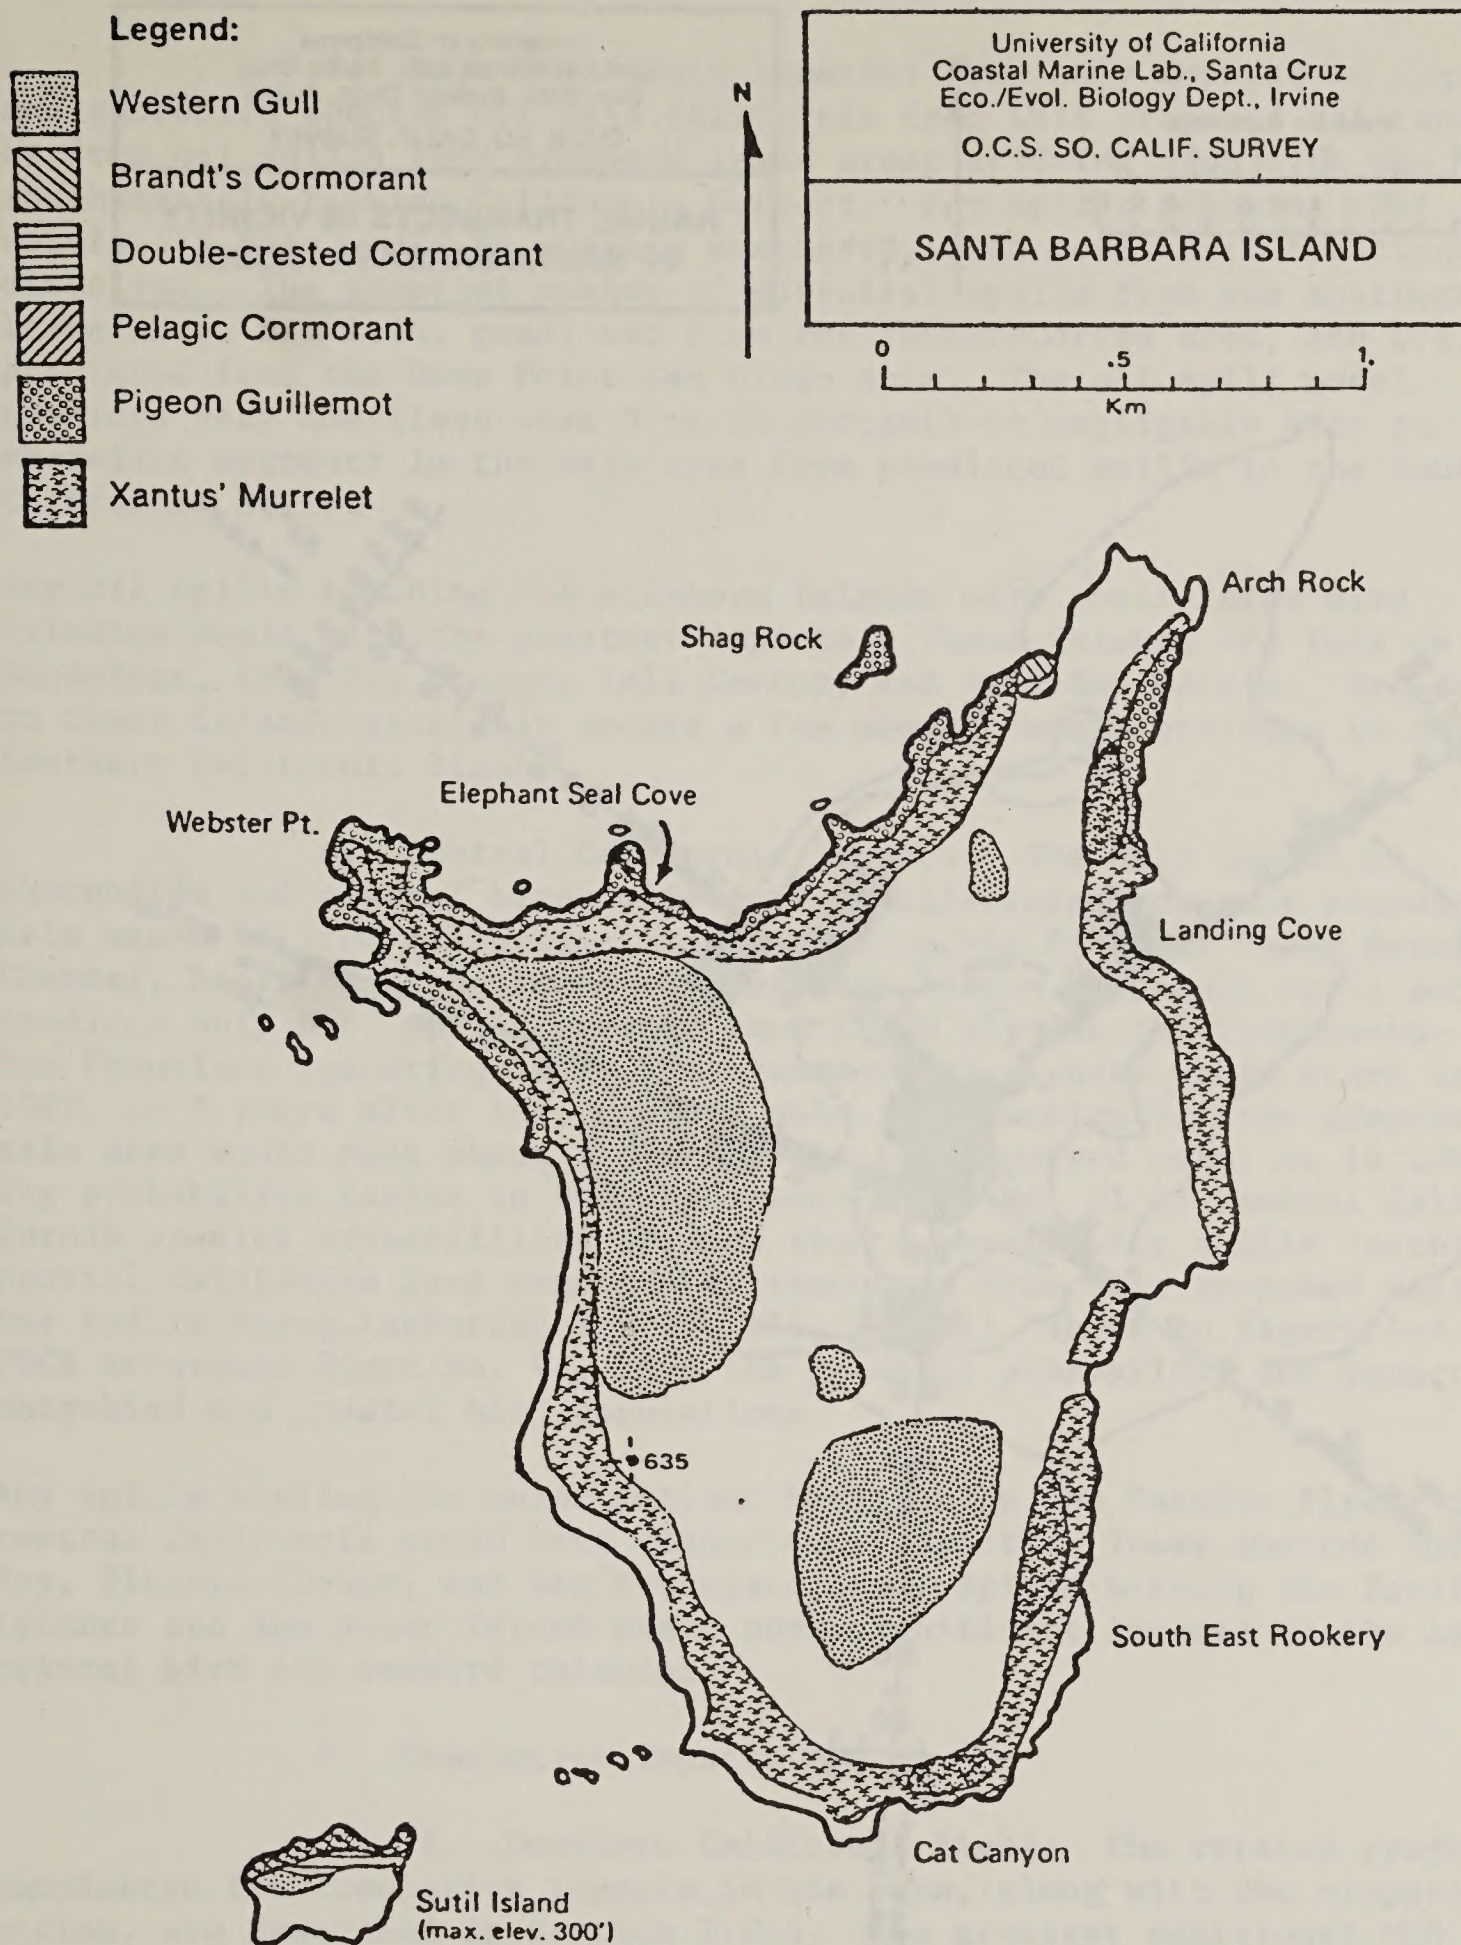 Legend:
Western Gull
Brandt's Cormorant
Double-crested Cormorant
Pelagic Cormorant
Pigeon Guillemot
Xantus' Murrelet
N
University of California
Coastal Marine Lab., Santa Cruz
Eco./Evol. Biology Dept., Irvine
O.C.S. SO. CALIF. SURVEY
SANTA BARBARA ISLAND
0 .5 1.
Km
Arch Rock
Shag Rock
Elephant Seal Cove
Webster Pt.
Landing Cove
635
South East Rookery
Cat Canyon
Sutil Island
(max. elev. 300')